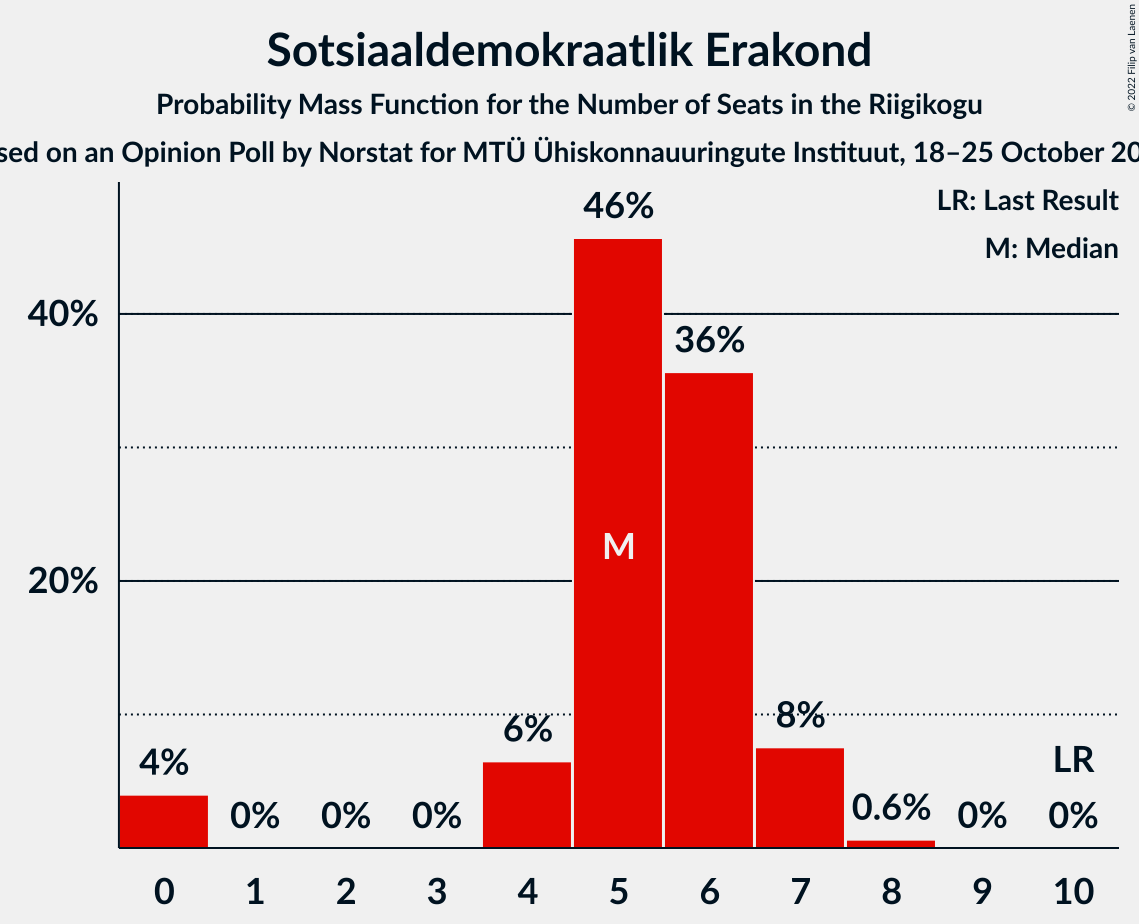 Sotsiaaldemokraatlik Erakond
Probability Mass Function for the Number of Seats in the Riigikogu
on an Opinion Poll by Norstat for MTÜ Ühiskonnauuringute Instituut, 18–25 October
© 2022 Filip van Laenen
LR: Last Result
M: Median
46%
40%
36%
M
20%
8%
6%
4%
LR
0.6%
0% 0% 0% 0% 0%
0 1 2 3 4 5 6 7 8 9 10